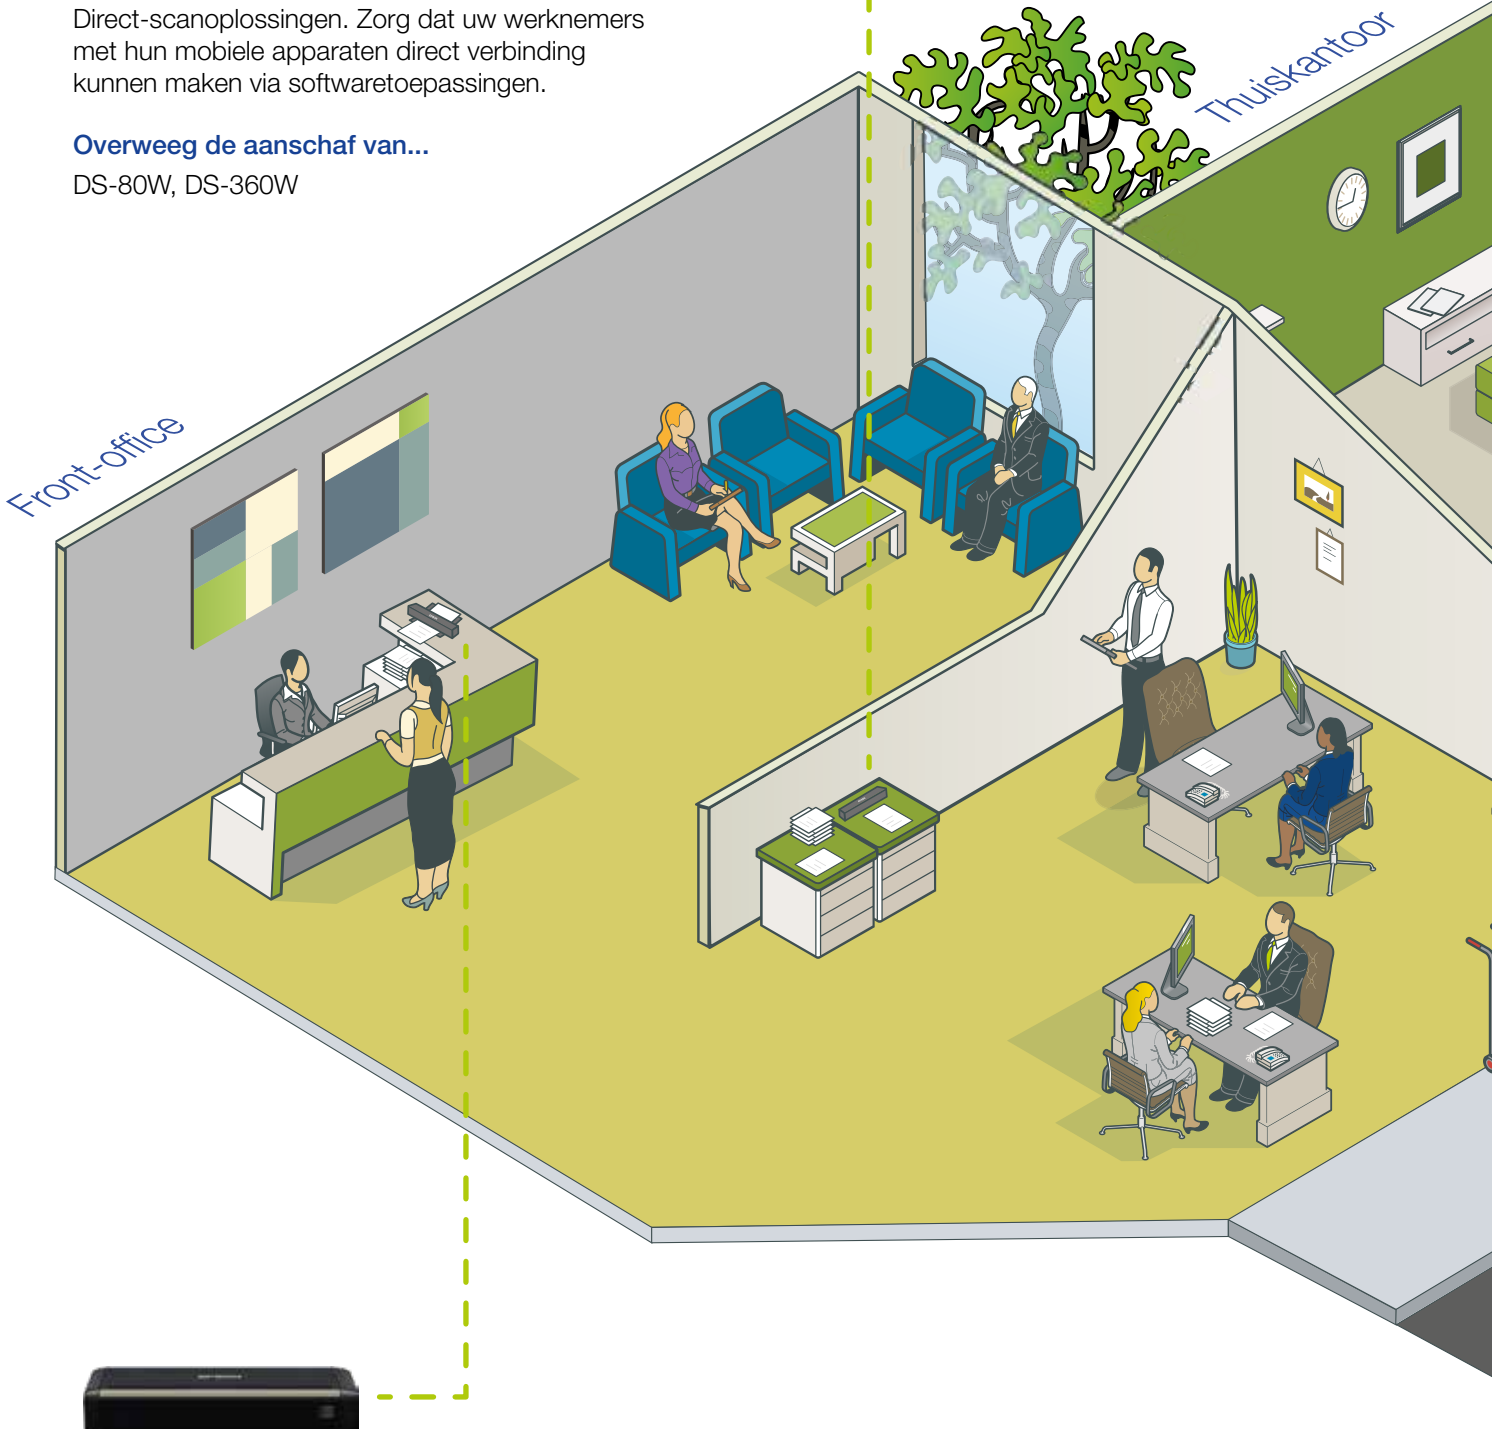 Direct-scanoplossingen. Zorg dat uw werknemers
met hun mobiele apparaten direct verbinding
kunnen maken via softwaretoepassingen.
Overweeg de aanschaf van...
DS-80W, DS-360W
Thuiskantoor
Front-office